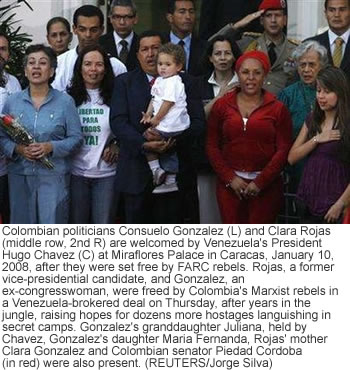 LIBERTAD
PARA
TODOS
YA!
Colombian politicians Consuelo Gonzalez (L) and Clara Rojas
(middle row, 2nd R) are welcomed by Venezuela's President
Hugo Chavez (C) at Miraflores Palace in Caracas, January 10,
2008, after they were set free by FARC rebels. Rojas, a former
vice-presidential candidate, and Gonzalez, an
ex-congresswoman, were freed by Colombia's Marxist rebels in
a Venezuela-brokered deal on Thursday, after years in the
jungle, raising hopes for dozens more hostages languishing in
secret camps. Gonzalez's granddaughter Juliana, held by
Chavez, Gonzalez's daughter Maria Fernanda, Rojas' mother
Clara Gonzalez and Colombian senator Piedad Cordoba
(in red) were also present. (REUTERS/Jorge Silva)